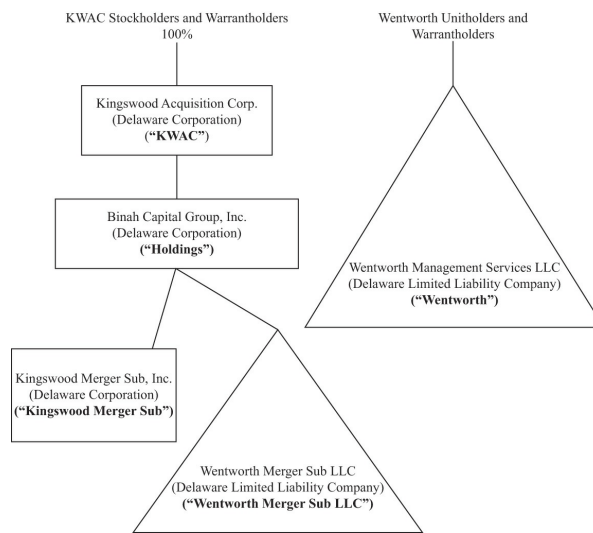 KWAC Stockholders and Warrantholders
100%
Wentworth Unitholders and
Warrantholders
Kingswood Acquisition Corp.
(Delaware Corporation)
(“KWAC”)
Binah Capital Group, Inc.
(Delaware Corporation)
(“Holdings”)
Wentworth Management Services LLC
(Delaware Limited Liability Company)
(“Wentworth”)
Kingswood Merger Sub, Inc.
(Delaware Corporation)
(“Kingswood Merger Sub”)
Wentworth Merger Sub LLC
(Delaware Limited Liability Company)
(“Wentworth Merger Sub LLC”)